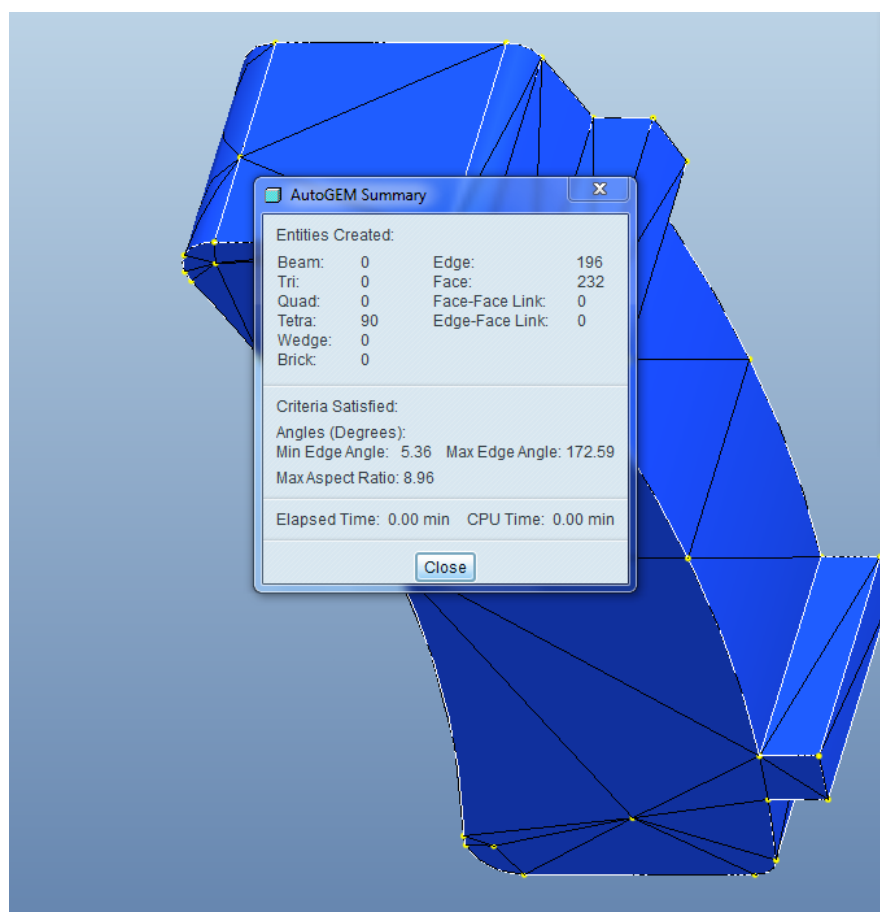 AutoGEM Summary
Entities Created:
Beam: 0 Edge: 196
Tri: 0 Face: 232
Quad: 0 Face-Face Link: 0
Tetra: 90 Edge-Face Link: 0
Wedge: 0
Brick: 0
Criteria Satisfied:
Angles (Degrees):
Min Edge Angle: 5.36 Max Edge Angle: 172.59
Max Aspect Ratio: 8.96
Elapsed Time: 0.00 min CPU Time: 0.00 min
Close